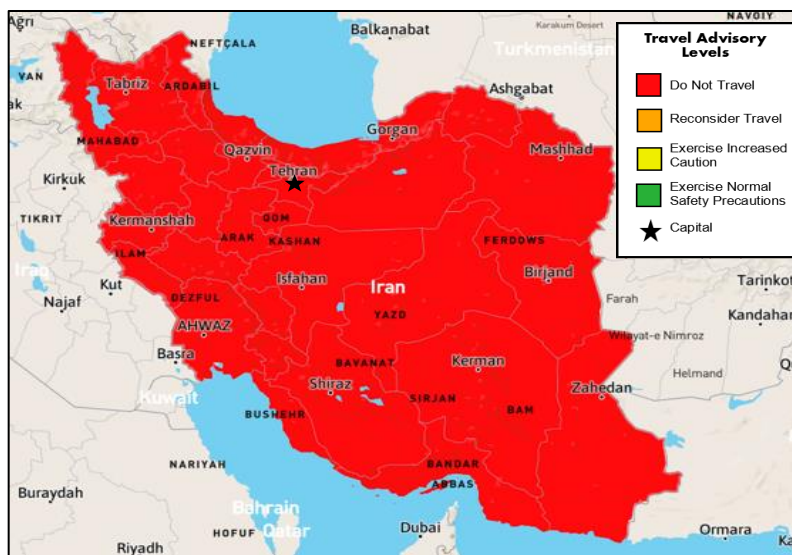 Ağrı
NEFTÇALA
Balkanabat
Karakum Desert
NAVOIY
Turkmenistan
Travel Advisory
Levels
Do Not Travel
Reconsider Travel
Exercise Increased
Caution
Exercise Normal
Safety Precautions
Capital
VAN
Tabriz
ARDABIL
Ashgabat
MAHABAD
Qazvin
Gorgan
Mashhad
Tehran
Kirkuk
TIKRIT
Kermanshah
QOM
ARAK
KASHAN
FERDOWS
ILAM
Iraq
Kut
Isfahan
Iran
Birjand
Tarinkot
Najaf
DEZFUL
YAZD
Farah
Kandahar
AHWAZ
Wilayat-e Nimroz
Basra
BAVANAT
Kerman
Helmand
Kuwait
Shiraz
SIRJAN
Zahedan
BUSHEHR
BAM
NARIYAH
BANDAR
ABBAS
Buraydah
Bahrain
Qatar
HOFUF
Dubai
Ormara
Riyadh